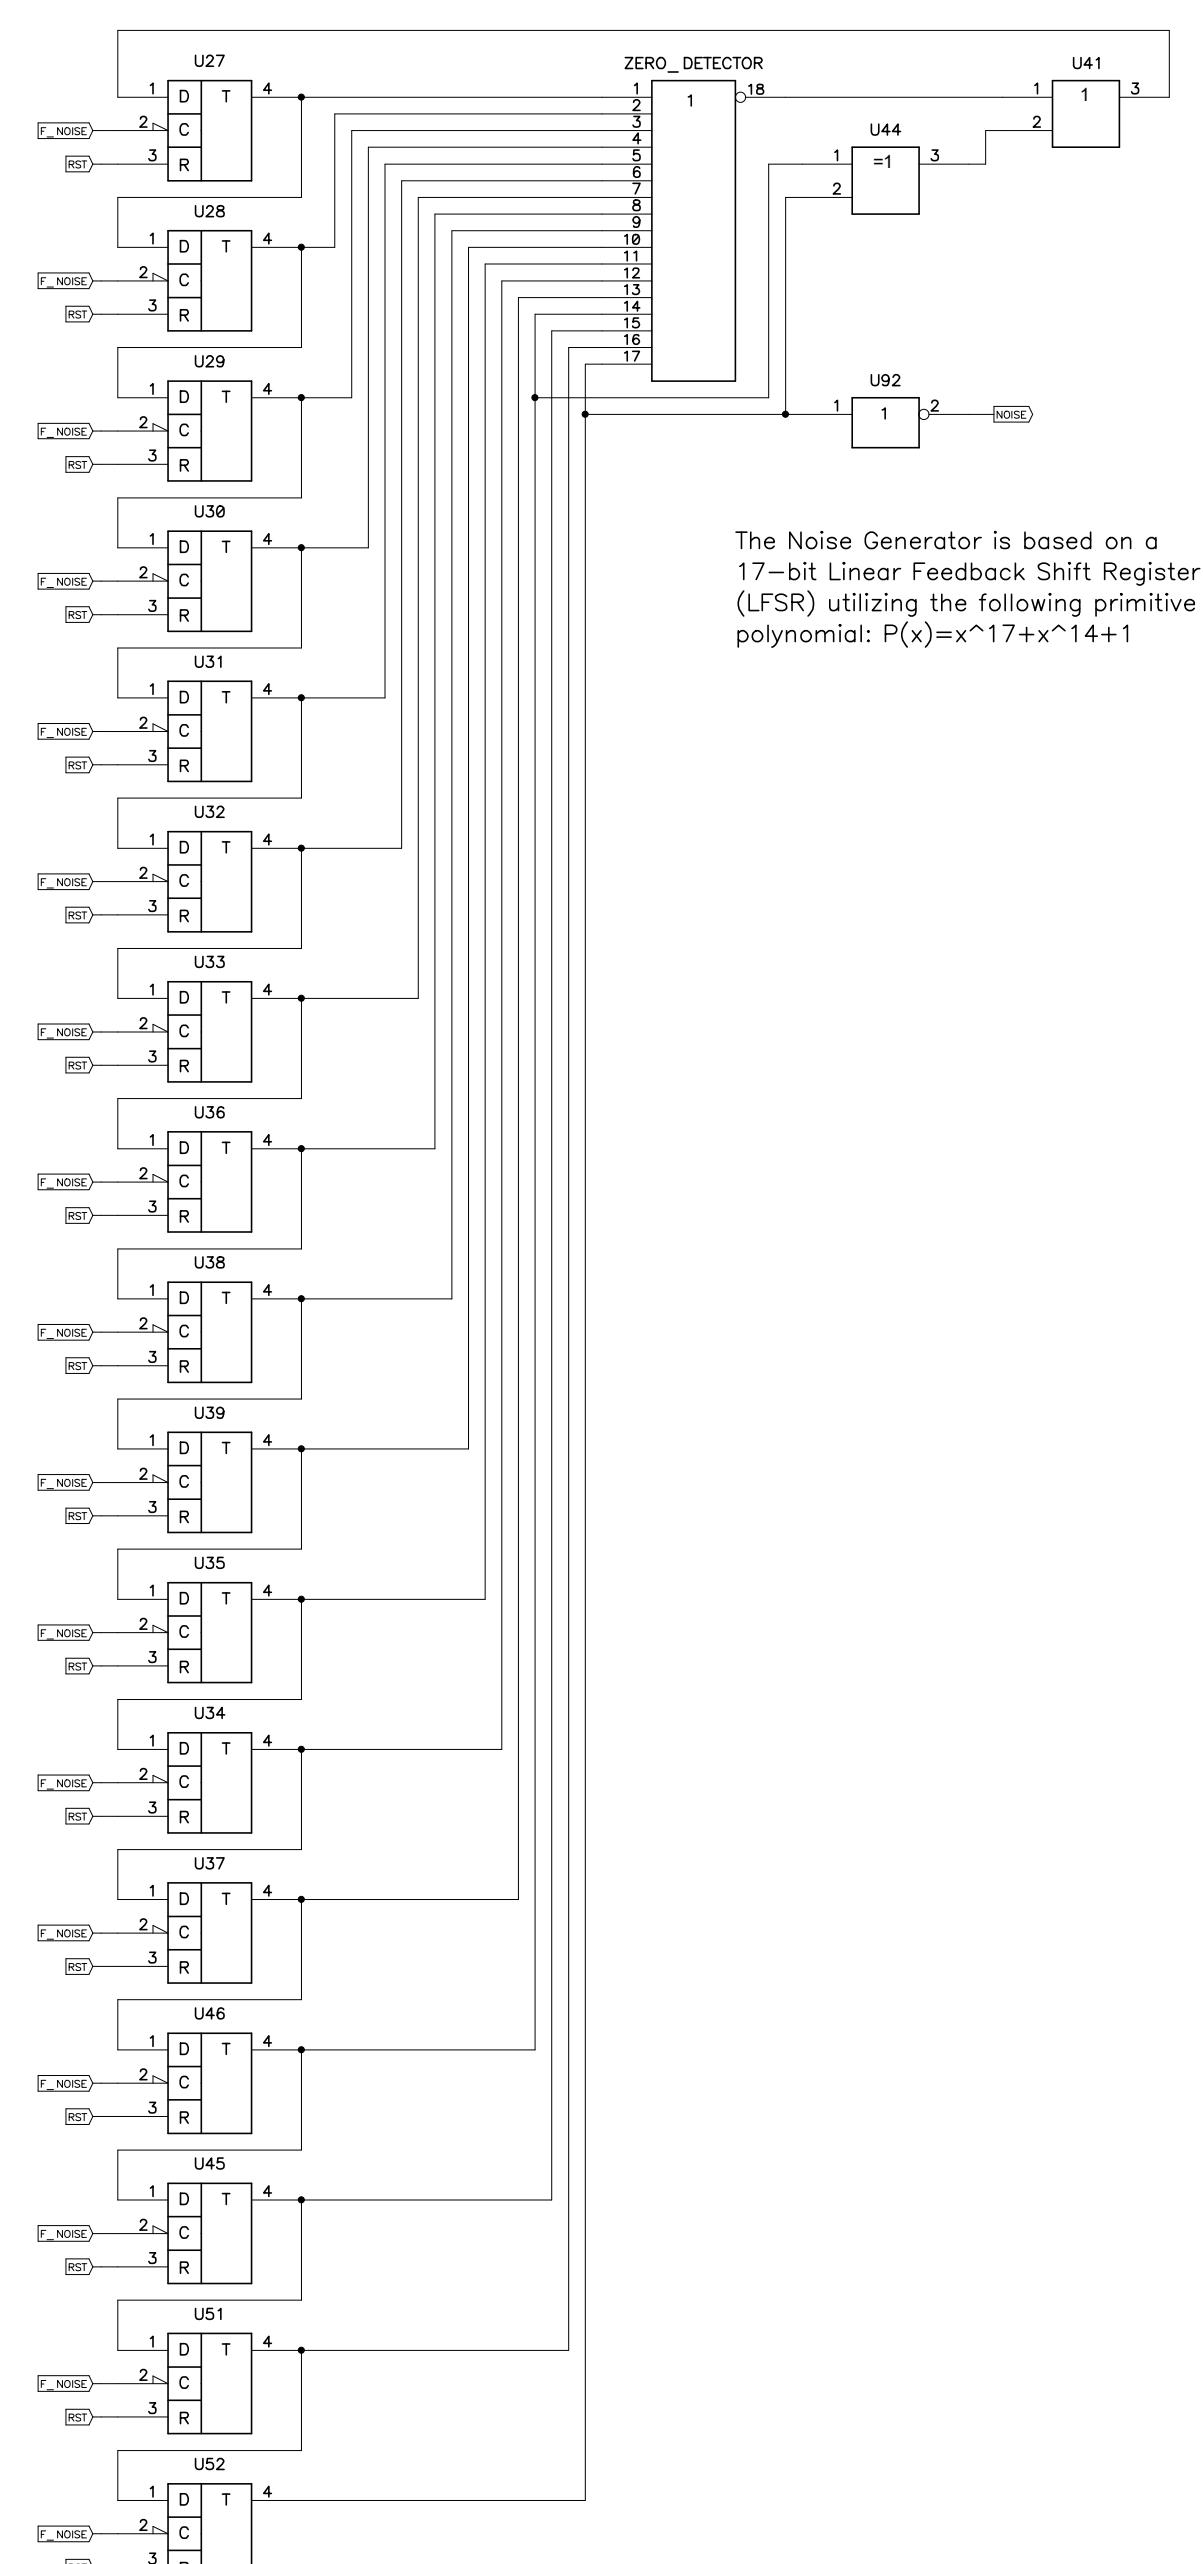 U27
1 D T 4
F_NOISE 2 C
RST 3 R
U28
1 D T 4
F_NOISE 2 C
RST 3 R
U29
1 D T 4
F_NOISE 2 C
RST 3 R
U30
1 D T 4
F_NOISE 2 C
RST 3 R
U31
1 D T 4
F_NOISE 2 C
RST 3 R
U32
1 D T 4
F_NOISE 2 C
RST 3 R
U33
1 D T 4
F_NOISE 2 C
RST 3 R
U36
1 D T 4
F_NOISE 2 C
RST 3 R
U38
1 D T 4
F_NOISE 2 C
RST 3 R
U39
1 D T 4
F_NOISE 2 C
RST 3 R
U35
1 D T 4
F_NOISE 2 C
RST 3 R
U34
1 D T 4
F_NOISE 2 C
RST 3 R
U37
1 D T 4
F_NOISE 2 C
RST 3 R
U46
1 D T 4
F_NOISE 2 C
RST 3 R
U45
1 D T 4
F_NOISE 2 C
RST 3 R
U51
1 D T 4
F_NOISE 2 C
RST 3 R
U52
1 D T 4
F_NOISE 2 C
3
ZERO_DETECTOR
1 1 18
2
3
4
5
6
7
8
9
10
11
12
13
14
15
16
17
U41
1 1 3
2
U44
1 =1 3
2
U92
1 1 2 NOISE
The Noise Generator is based on a
17-bit Linear Feedback Shift Register
(LFSR) utilizing the following primitive
polynomial: P(x)=x^17+x^14+1